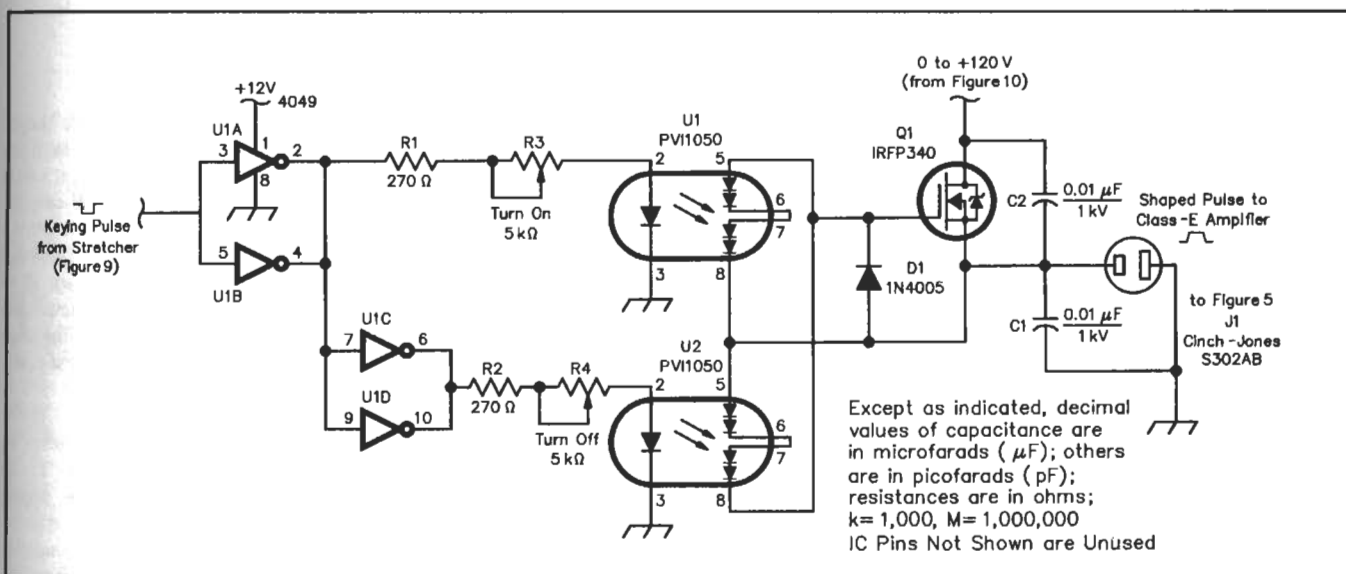 +12V
4049
U1A
3
1
2
8
Keying Pulse
from Stretcher
(Figure 9)
5
4
U1B
R1
270 Ω
R3
Turn On
5 kΩ
U1C
7
6
U1D
9
10
R2
270 Ω
R4
Turn Off
5 kΩ
U1
PVI1050
2
5
6
7
3
8
U2
PVI1050
2
5
6
7
3
8
D1
1N4005
0 to +120 V
(from Figure 10)
Q1
IRFP340
C2
0.01 µF
1 kV
C1
0.01 µF
1 kV
Shaped Pulse to
Class-E Ampifier
to Figure 5
J1
Cinch-Jones
S302AB
Except as indicated, decimal
values of capacitance are
in microfarads ( µF); others
are in picofarads ( pF);
resistances are in ohms;
k= 1,000, M= 1,000,000
IC Pins Not Shown are Unused